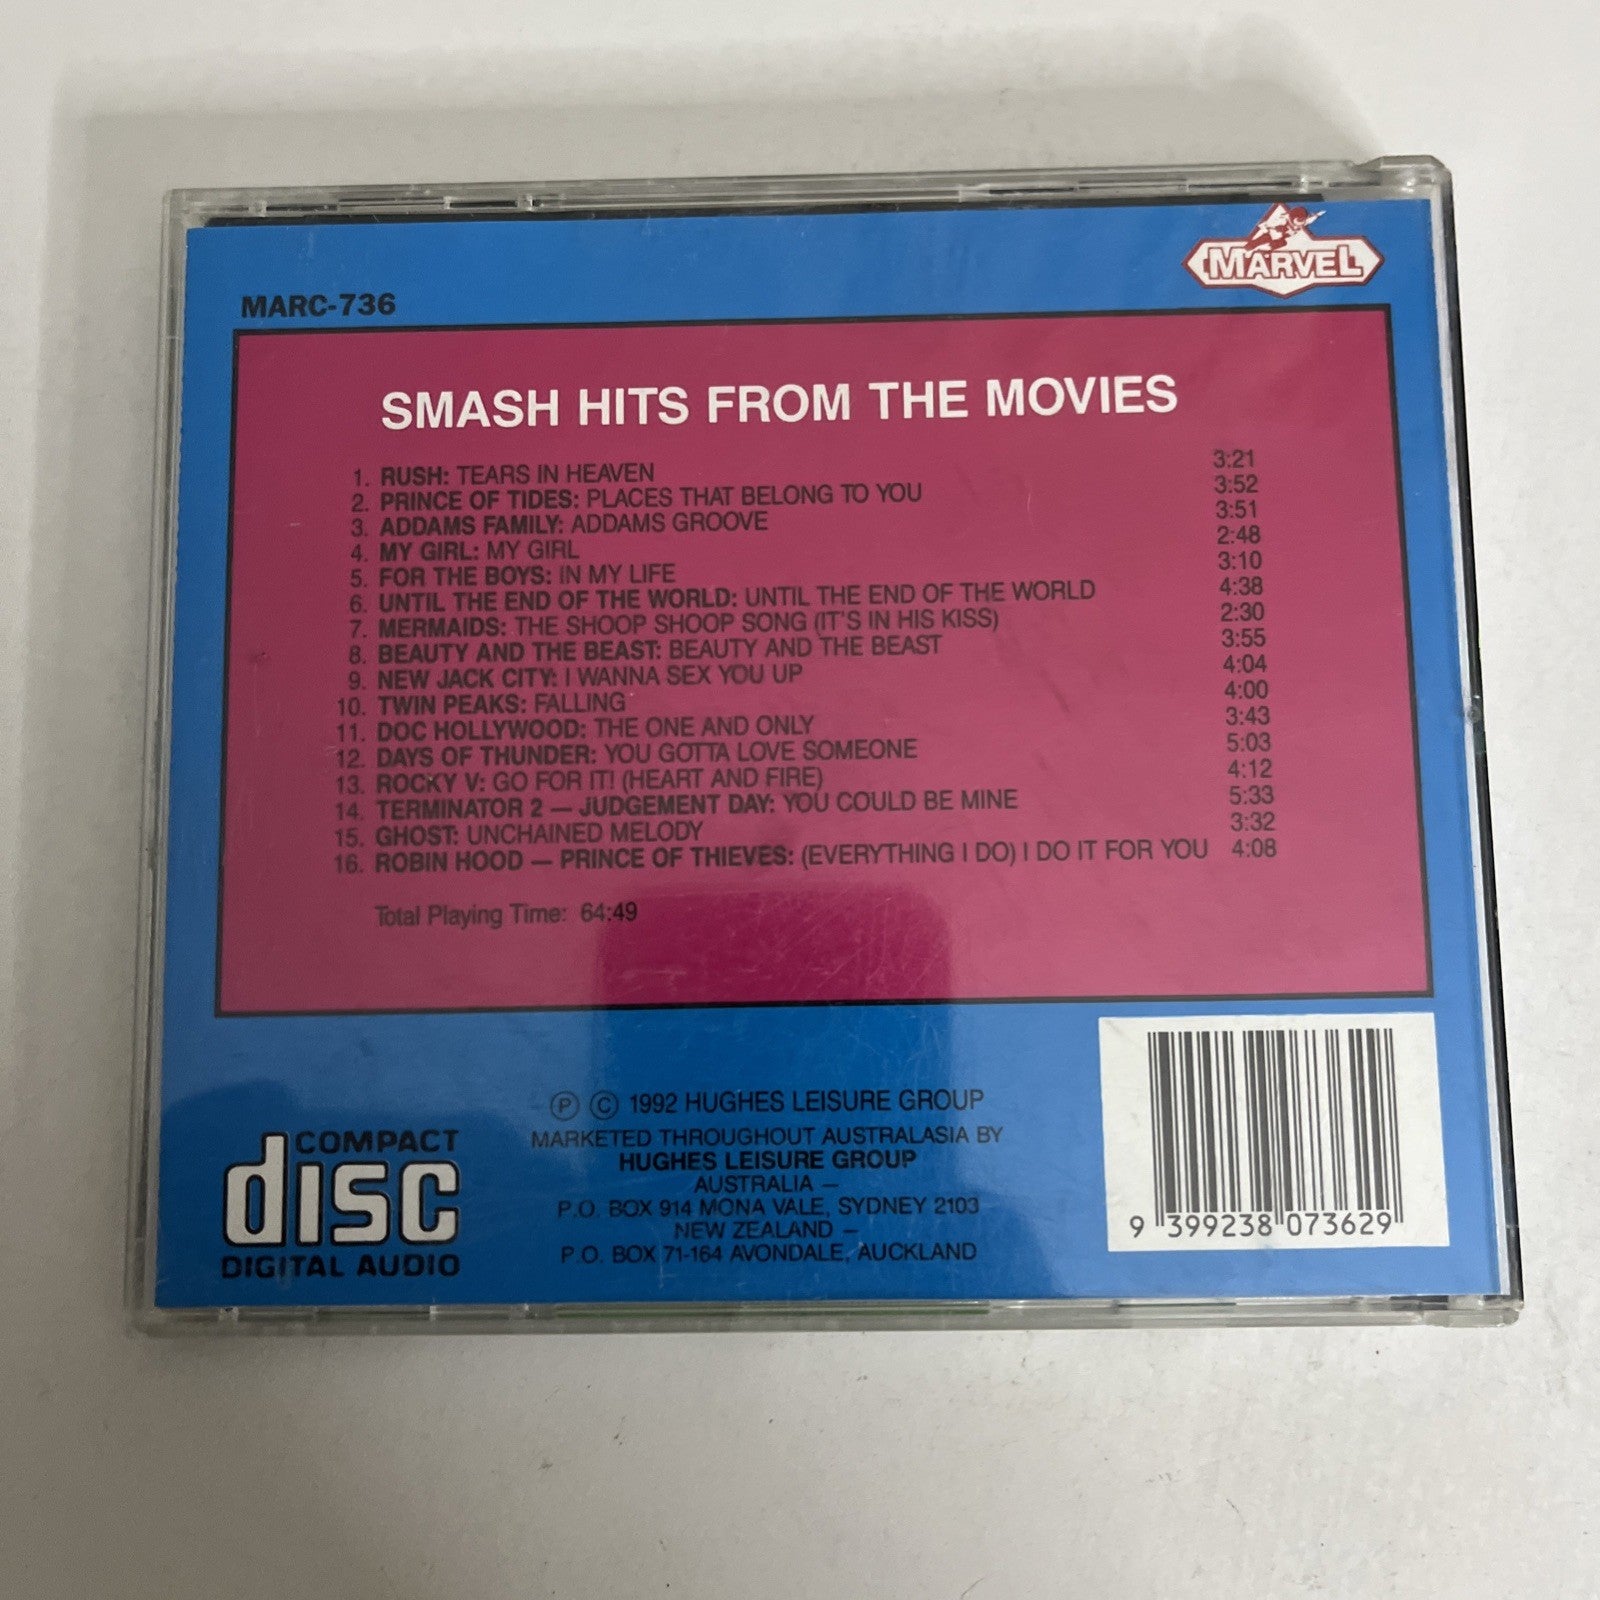 MARVEL
MARC-736
SMASH HITS FROM THE MOVIES
1. RUSH: TEARS IN HEAVEN 3:21
2. PRINCE OF TIDES: PLACES THAT BELONG TO YOU 3:52
3. ADDAMS FAMILY: ADDAMS GROOVE 3:51
4. MY GIRL: MY GIRL 2:48
5. FOR THE BOYS: IN MY LIFE 3:10
6. UNTIL THE END OF THE WORLD: UNTIL THE END OF THE WORLD 4:38
7. MERMAIDS: THE SHOOP SHOOP SONG (IT'S IN HIS KISS) 2:30
8. BEAUTY AND THE BEAST: BEAUTY AND THE BEAST 3:55
9. NEW JACK CITY: I WANNA SEX YOU UP 4:04
10. TWIN PEAKS: FALLING 4:00
11. DOC HOLLYWOOD: THE ONE AND ONLY 3:43
12. DAYS OF THUNDER: YOU GOTTA LOVE SOMEONE 5:03
13. ROCKY V: GO FOR IT! (HEART AND FIRE) 4:12
14. TERMINATOR 2 — JUDGEMENT DAY: YOU COULD BE MINE 5:33
15. GHOST: UNCHAINED MELODY 3:32
16. ROBIN HOOD — PRINCE OF THIEVES: (EVERYTHING I DO) I DO IT FOR YOU 4:08
Total Playing Time: 64:49
℗ © 1992 HUGHES LEISURE GROUP
MARKETED THROUGHOUT AUSTRALASIA BY
HUGHES LEISURE GROUP
AUSTRALIA —
P.O. BOX 914 MONA VALE, SYDNEY 2103
NEW ZEALAND —
P.O. BOX 71-164 AVONDALE, AUCKLAND
COMPACT
disc
DIGITAL AUDIO
9 399238 073629